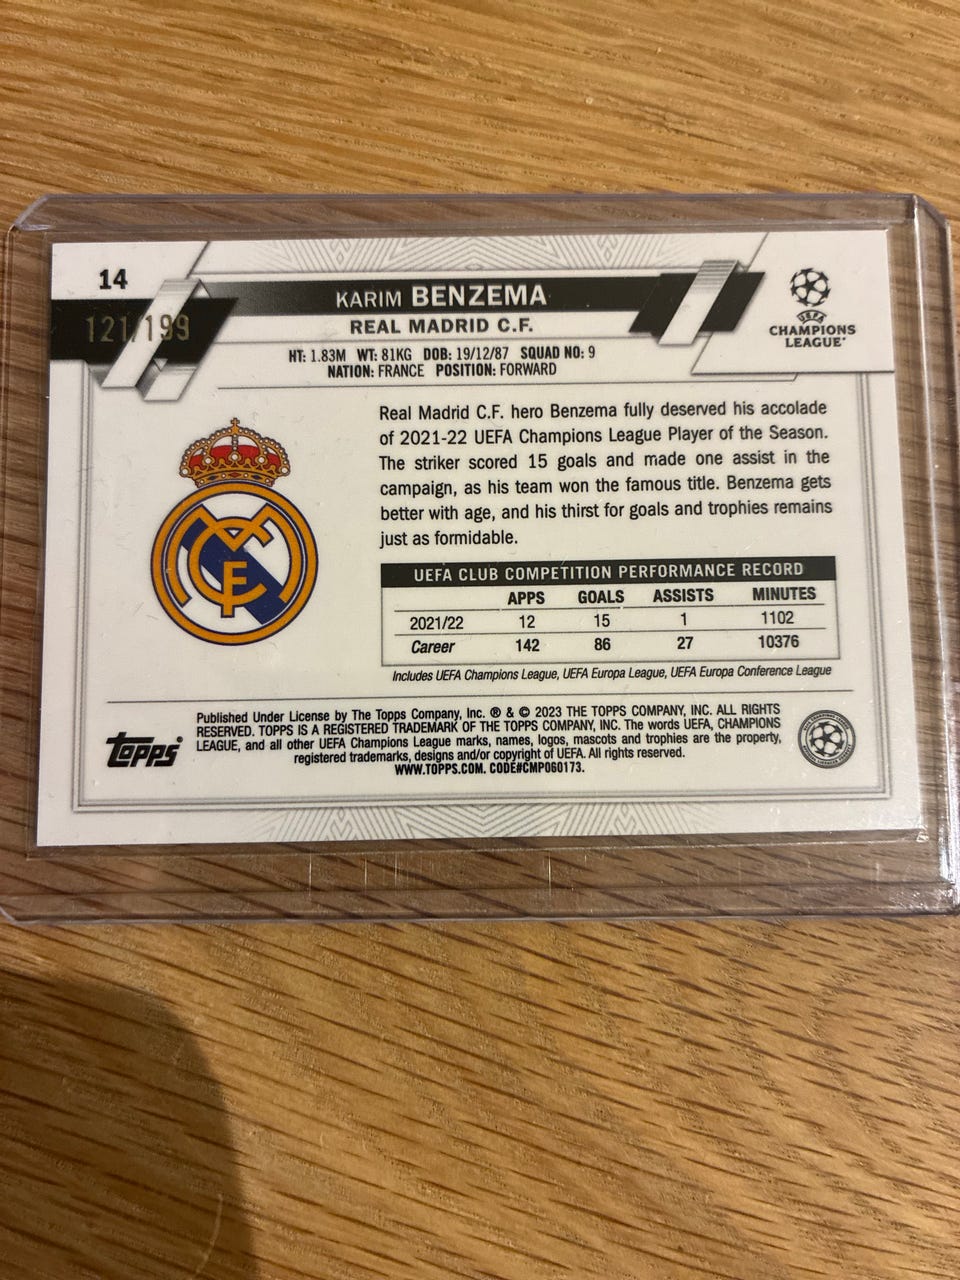 14
121/199
KARIM BENZEMA
REAL MADRID C.F.
HT: 1.83M WT: 81KG DOB: 19/12/87 SQUAD NO: 9
NATION: FRANCE POSITION: FORWARD
UEFA
CHAMPIONS
LEAGUE
Real Madrid C.F. hero Benzema fully deserved his accolade
of 2021-22 UEFA Champions League Player of the Season.
The striker scored 15 goals and made one assist in the
campaign, as his team won the famous title. Benzema gets
better with age, and his thirst for goals and trophies remains
just as formidable.
UEFA CLUB COMPETITION PERFORMANCE RECORD
APPS GOALS ASSISTS MINUTES
2021/22 12 15 1 1102
Career 142 86 27 10376
Includes UEFA Champions League, UEFA Europa League, UEFA Europa Conference League
Topps
Published Under License by The Topps Company, Inc. ® & © 2023 THE TOPPS COMPANY, INC. ALL RIGHTS
RESERVED. TOPPS IS A REGISTERED TRADEMARK OF THE TOPPS COMPANY, INC. The words UEFA, CHAMPIONS
LEAGUE, and all other UEFA Champions League marks, names, logos, mascots and trophies are the property,
registered trademarks, designs and/or copyright of UEFA. All rights reserved.
WWW.TOPPS.COM. CODE#CMP060173.